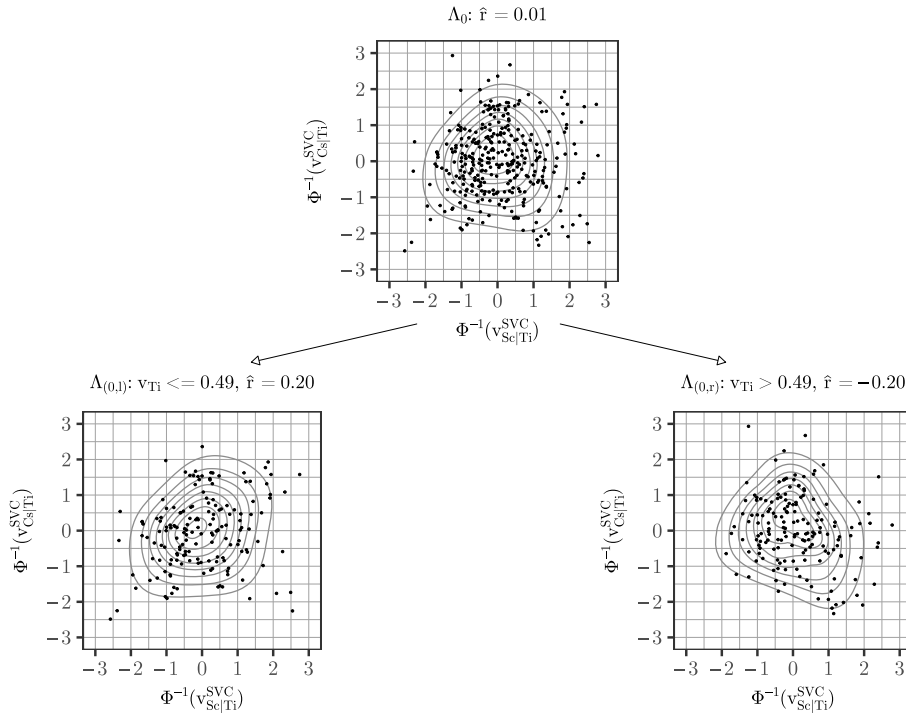 Λ₀: r̂ = 0.01
3
2
1
0
−1
−2
−3
Φ⁻¹(v^SVC_Cs|Ti)
−3 −2 −1 0 1 2 3
Φ⁻¹(v^SVC_Sc|Ti)
Λ₍₀,ₗ₎: v_Ti <= 0.49, r̂ = 0.20
3
2
1
0
−1
−2
−3
Φ⁻¹(v^SVC_Cs|Ti)
−3 −2 −1 0 1 2 3
Φ⁻¹(v^SVC_Sc|Ti)
Λ₍₀,ᵣ₎: v_Ti > 0.49, r̂ = −0.20
3
2
1
0
−1
−2
−3
Φ⁻¹(v^SVC_Cs|Ti)
−3 −2 −1 0 1 2 3
Φ⁻¹(v^SVC_Sc|Ti)